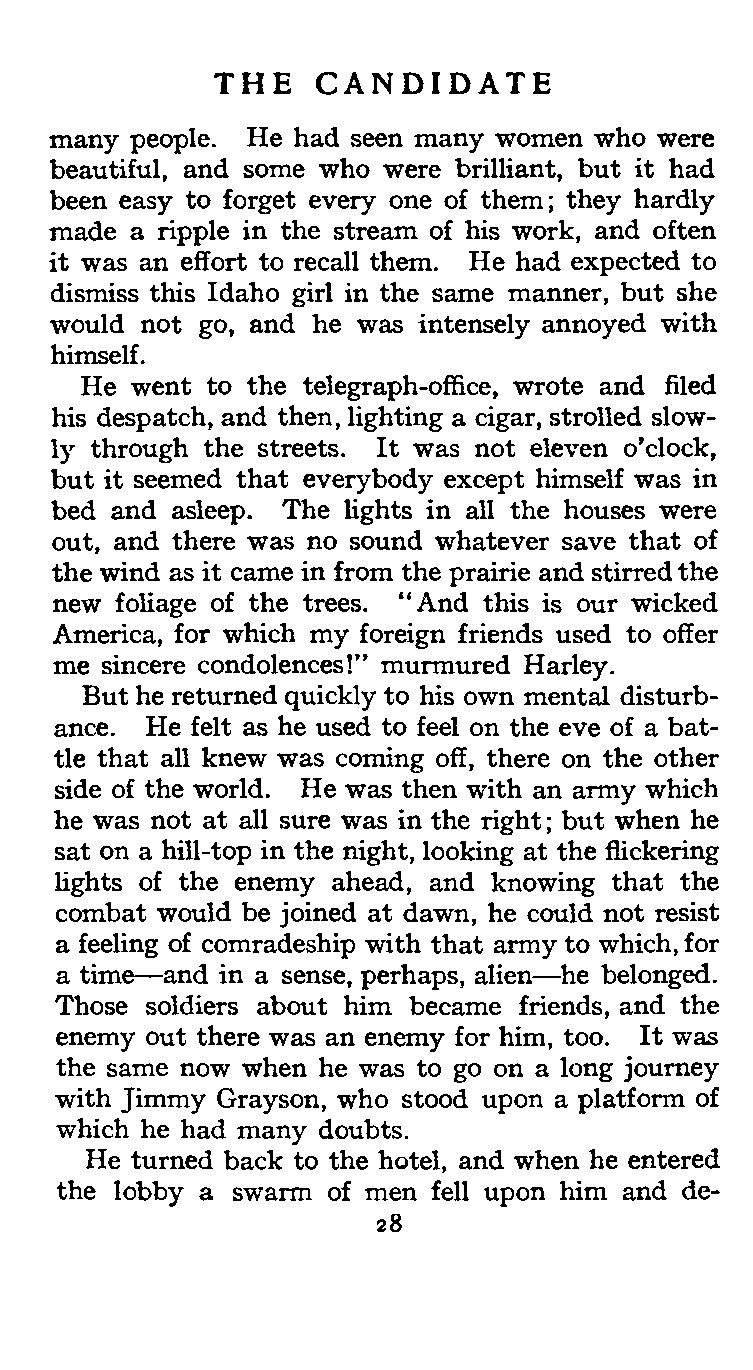 THE CANDIDATE
many people. He had seen many women who were
beautiful, and some who were brilliant, but it had
been easy to forget every one of them; they hardly
made a ripple in the stream of his work, and often
it was an effort to recall them. He had expected to
dismiss this Idaho girl in the same manner, but she
would not go, and he was intensely annoyed with
himself.
He went to the telegraph-office, wrote and filed
his despatch, and then, lighting a cigar, strolled slow-
ly through the streets. It was not eleven o'clock,
but it seemed that everybody except himself was in
bed and asleep. The lights in all the houses were
out, and there was no sound whatever save that of
the wind as it came in from the prairie and stirred the
new foliage of the trees. "And this is our wicked
America, for which my foreign friends used to offer
me sincere condolences!" murmured Harley.
But he returned quickly to his own mental disturb-
ance. He felt as he used to feel on the eve of a bat-
tle that all knew was coming off, there on the other
side of the world. He was then with an army which
he was not at all sure was in the right; but when he
sat on a hill-top in the night, looking at the flickering
lights of the enemy ahead, and knowing that the
combat would be joined at dawn, he could not resist
a feeling of comradeship with that army to which, for
a time—and in a sense, perhaps, alien—he belonged.
Those soldiers about him became friends, and the
enemy out there was an enemy for him, too. It was
the same now when he was to go on a long journey
with Jimmy Grayson, who stood upon a platform of
which he had many doubts.
He turned back to the hotel, and when he entered
the lobby a swarm of men fell upon him and de-
28